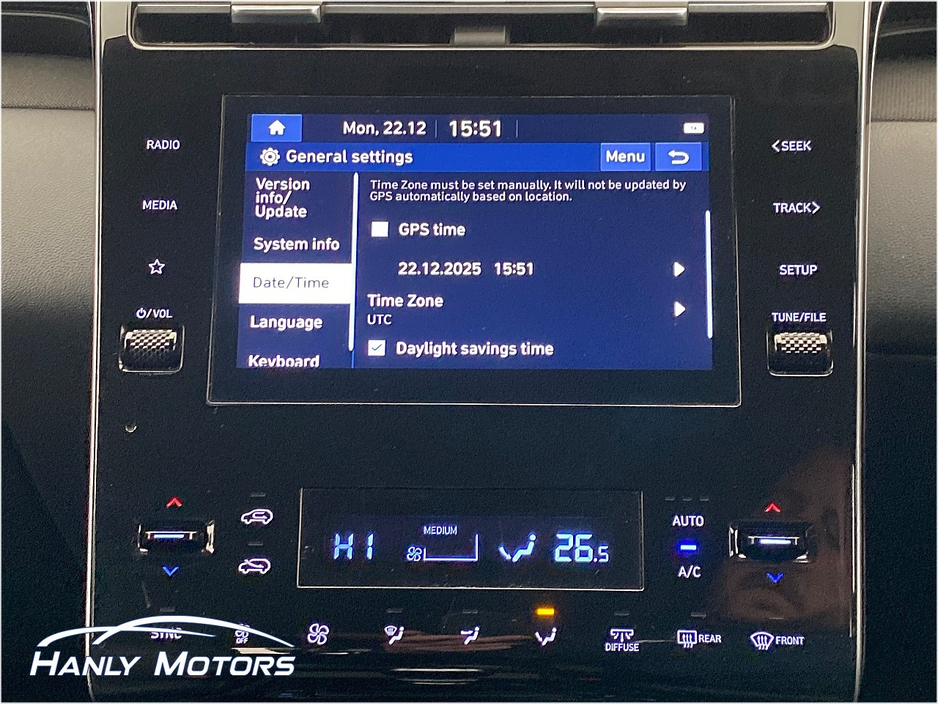 Mon, 22.12 15:51
General settings Menu
Version
info/
Update
System info
Date/Time
Language
Keyboard
Time Zone must be set manually. It will not be updated by
GPS automatically based on location.
GPS time
22.12.2025 15:51
Time Zone
UTC
Daylight savings time
RADIO
MEDIA
⏻/VOL
<SEEK
TRACK>
SETUP
TUNE/FILE
HI
MEDIUM
26.5
AUTO
A/C
SYNC
OFF
DIFFUSE
REAR
FRONT
HANLY MOTORS